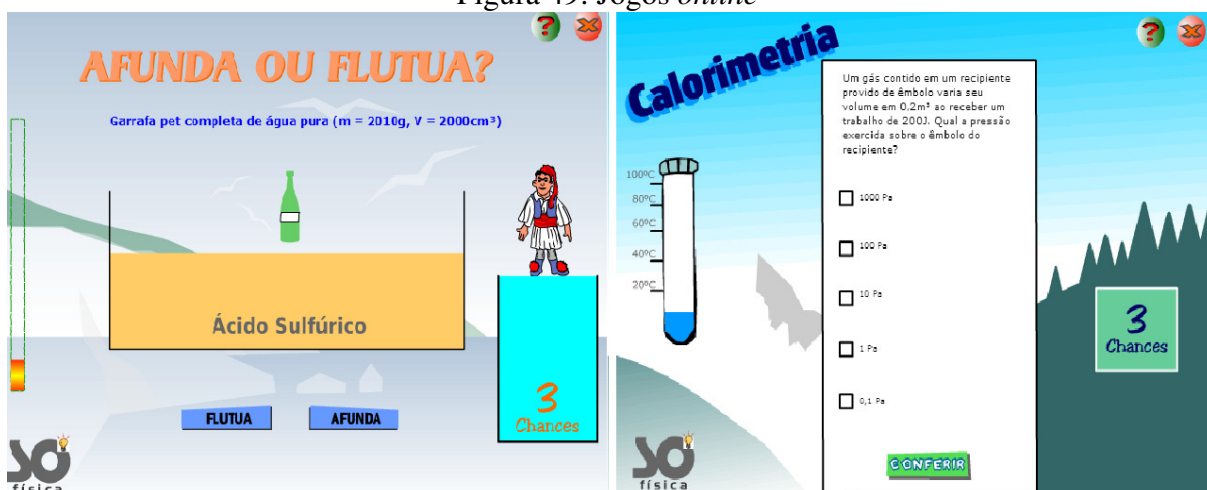 Figura 49: Jogos online
AFUNDA OU FLUTUA?
Garrafa pet completa de água pura (m = 2010g, V = 2000cm³)
Ácido Sulfúrico
FLUTUA
AFUNDA
3
Chances
SÓ
física
Calorimetria
Um gás contido em um recipiente
provido de êmbolo varia seu
volume em 0,2m³ ao receber um
trabalho de 200J. Qual a pressão
exercida sobre o êmbolo do
recipiente?
1000 Pa
100 Pa
10 Pa
1 Pa
0,1 Pa
CONFERIR
100ºC
80ºC
60ºC
40ºC
20ºC
3
Chances
SÓ
física